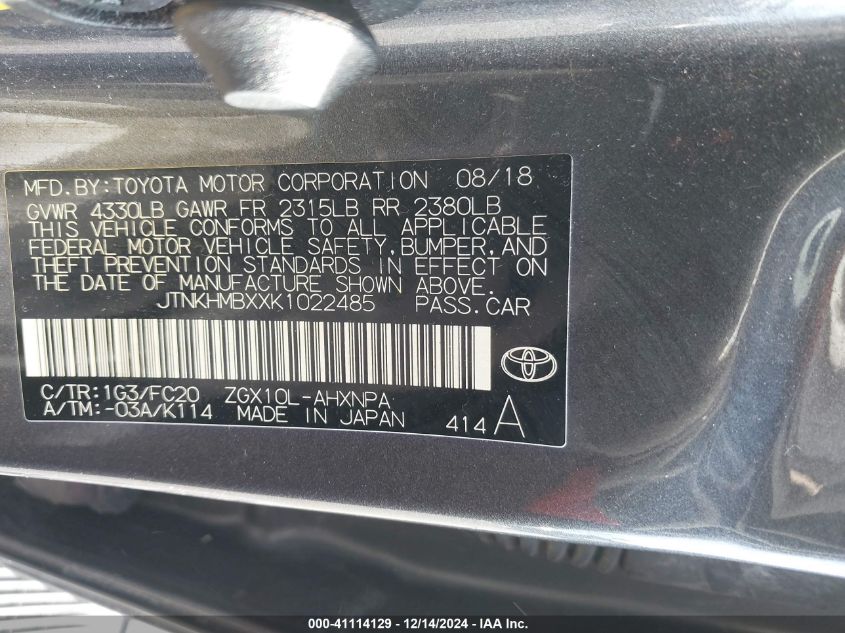 MFD.BY:TOYOTA MOTOR CORPORATION 08/18
GVWR 4330LB GAWR FR 2315LB RR 2380LB
THIS VEHICLE CONFORMS TO ALL APPLICABLE
FEDERAL MOTOR VEHICLE SAFETY,BUMPER,AND
THEFT PREVENTION STANDARDS IN EFFECT ON
THE DATE OF MANUFACTURE SHOWN ABOVE.
JTNKHMBXXK1022485 PASS.CAR
C/TR:1G3/FC20 ZGX10L-AHXNPA
A/TM:-03A/K114 MADE IN JAPAN 414A
000-41114129 - 12/14/2024 - IAA Inc.